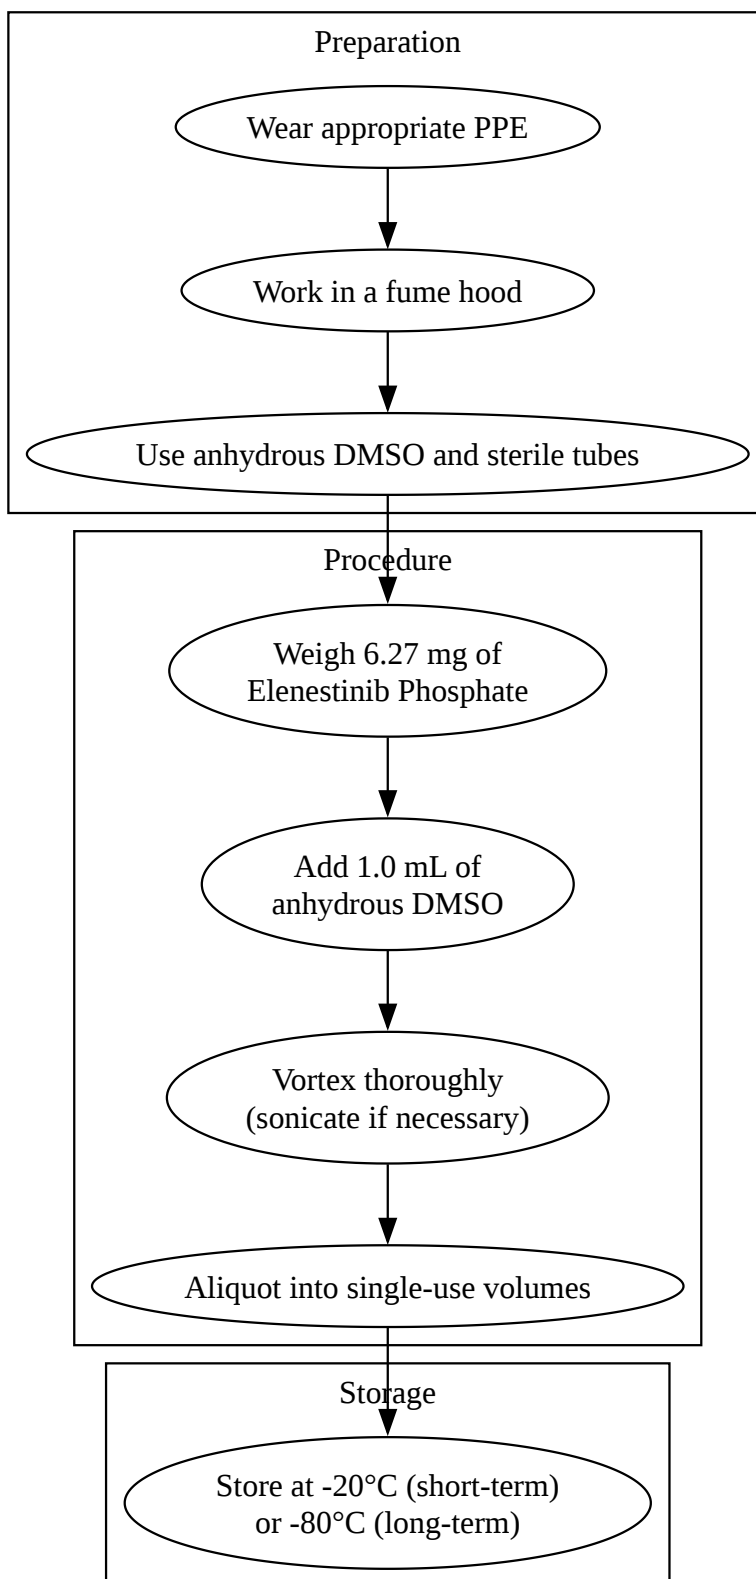 Preparation
Wear appropriate PPE
Work in a fume hood
Use anhydrous DMSO and sterile tubes
Procedure
Weigh 6.27 mg of
Elenestinib Phosphate
Add 1.0 mL of
anhydrous DMSO
Vortex thoroughly
(sonicate if necessary)
Aliquot into single-use volumes
Storage
Store at -20°C (short-term)
or -80°C (long-term)